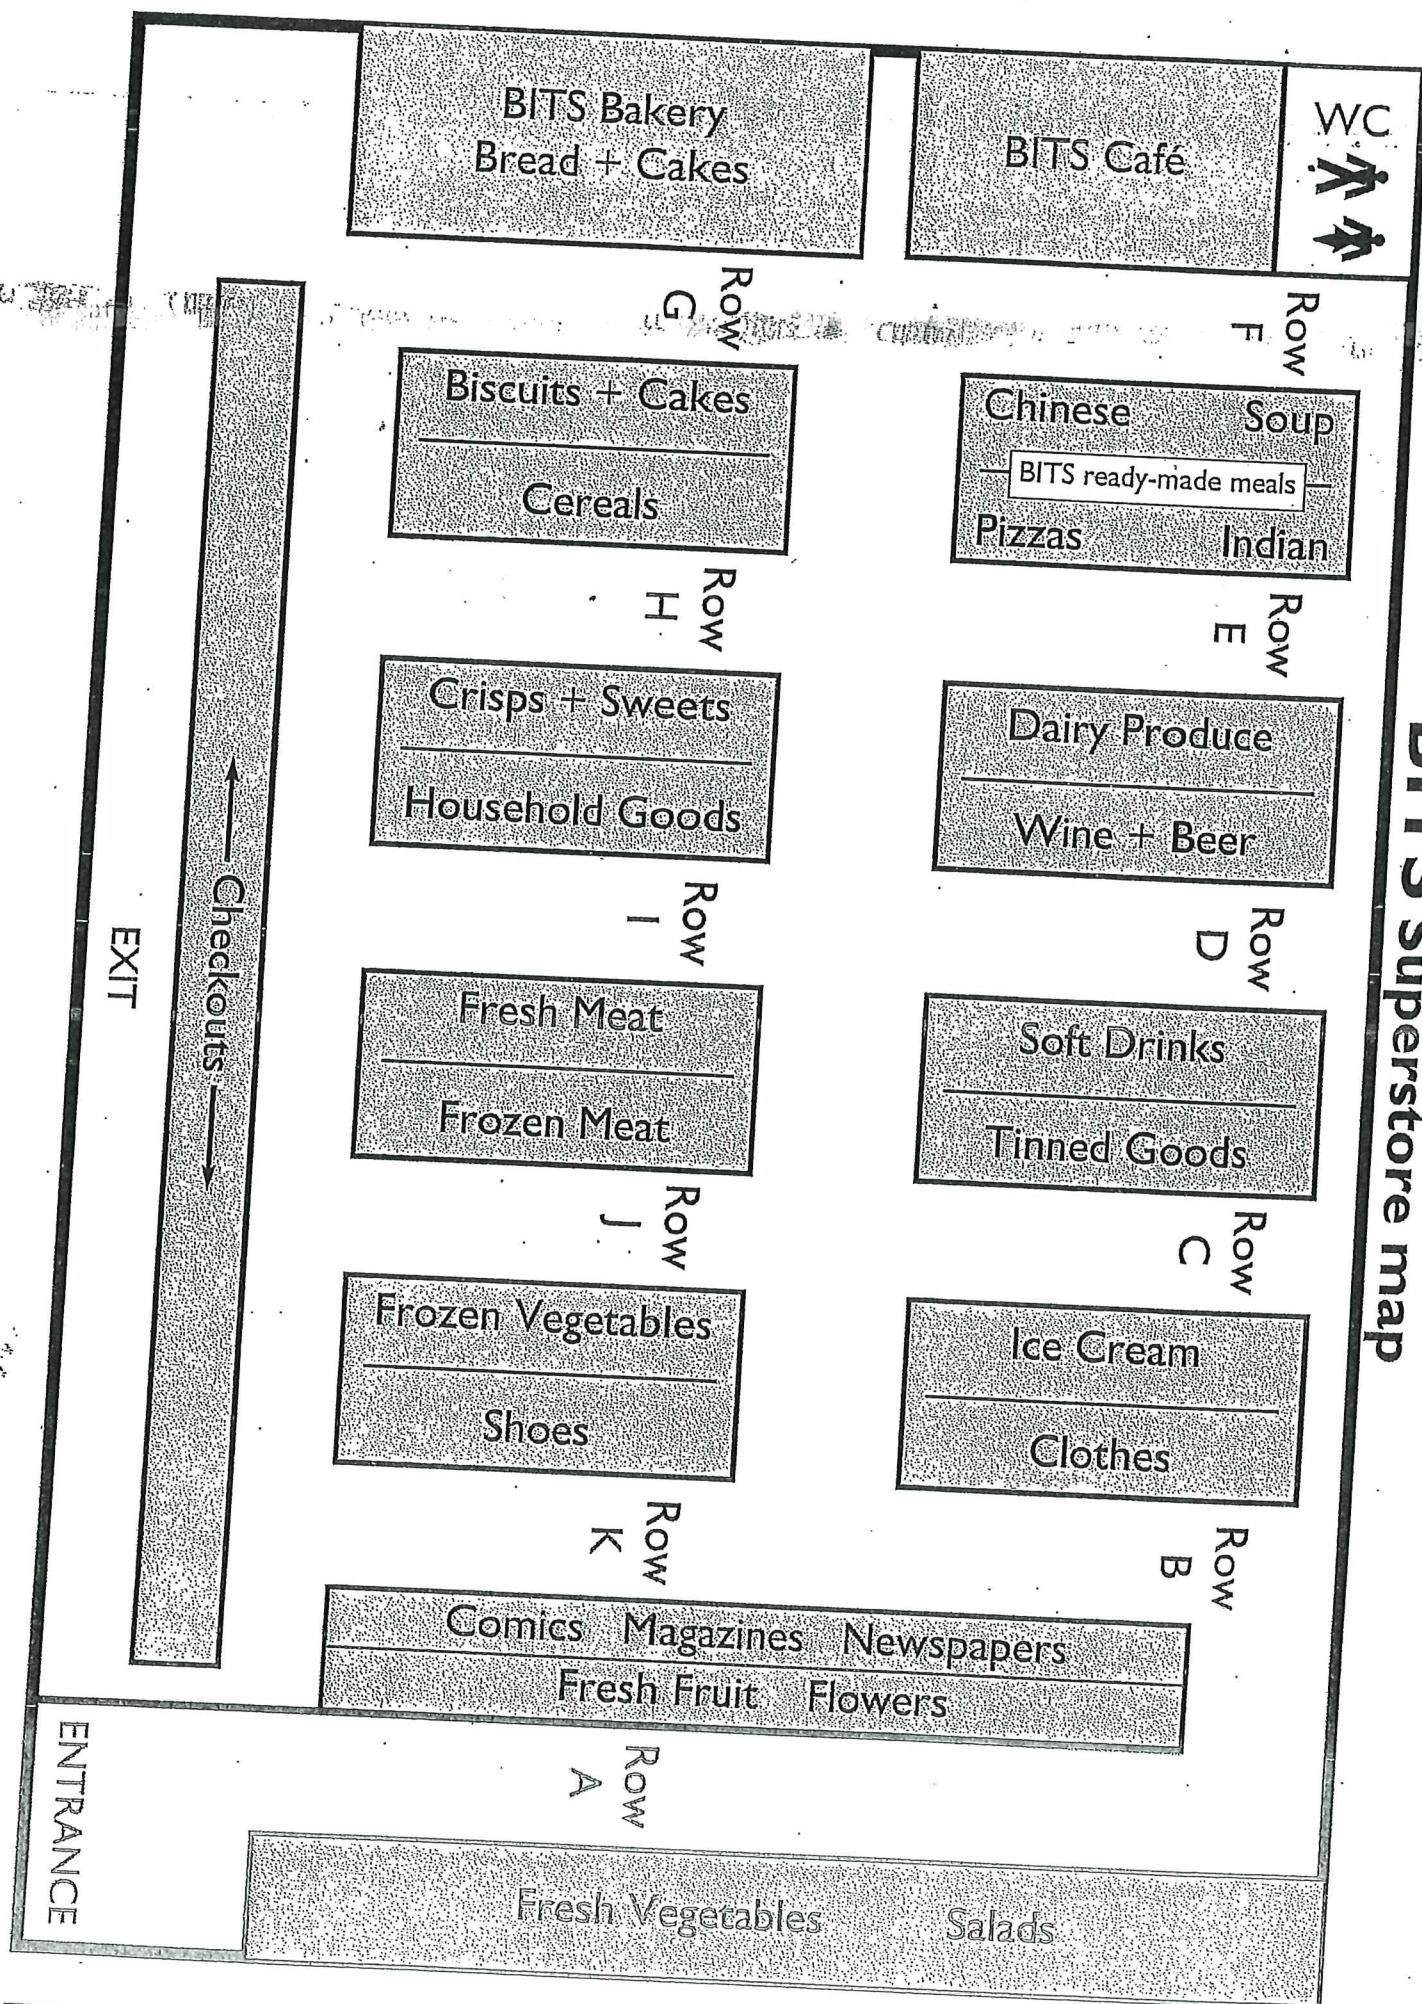 BITS superstore map
BITS Bakery
Bread + Cakes
BITS Café
WC
Row
G
Row
F
Biscuits + Cakes
Cereals
Chinese Soup
BITS ready-made meals
Pizzas Indian
Row
H
Row
E
Crisps + Sweets
Household Goods
Dairy Produce
Wine + Beer
Row
I
Row
D
Fresh Meat
Frozen Meat
Soft Drinks
Tinned Goods
Row
J
Row
C
Frozen Vegetables
Shoes
Ice Cream
Clothes
Row
K
Row
B
Comics Magazines Newspapers
Fresh Fruit Flowers
Row
A
Fresh Vegetables Salads
Checkouts
EXIT
ENTRANCE